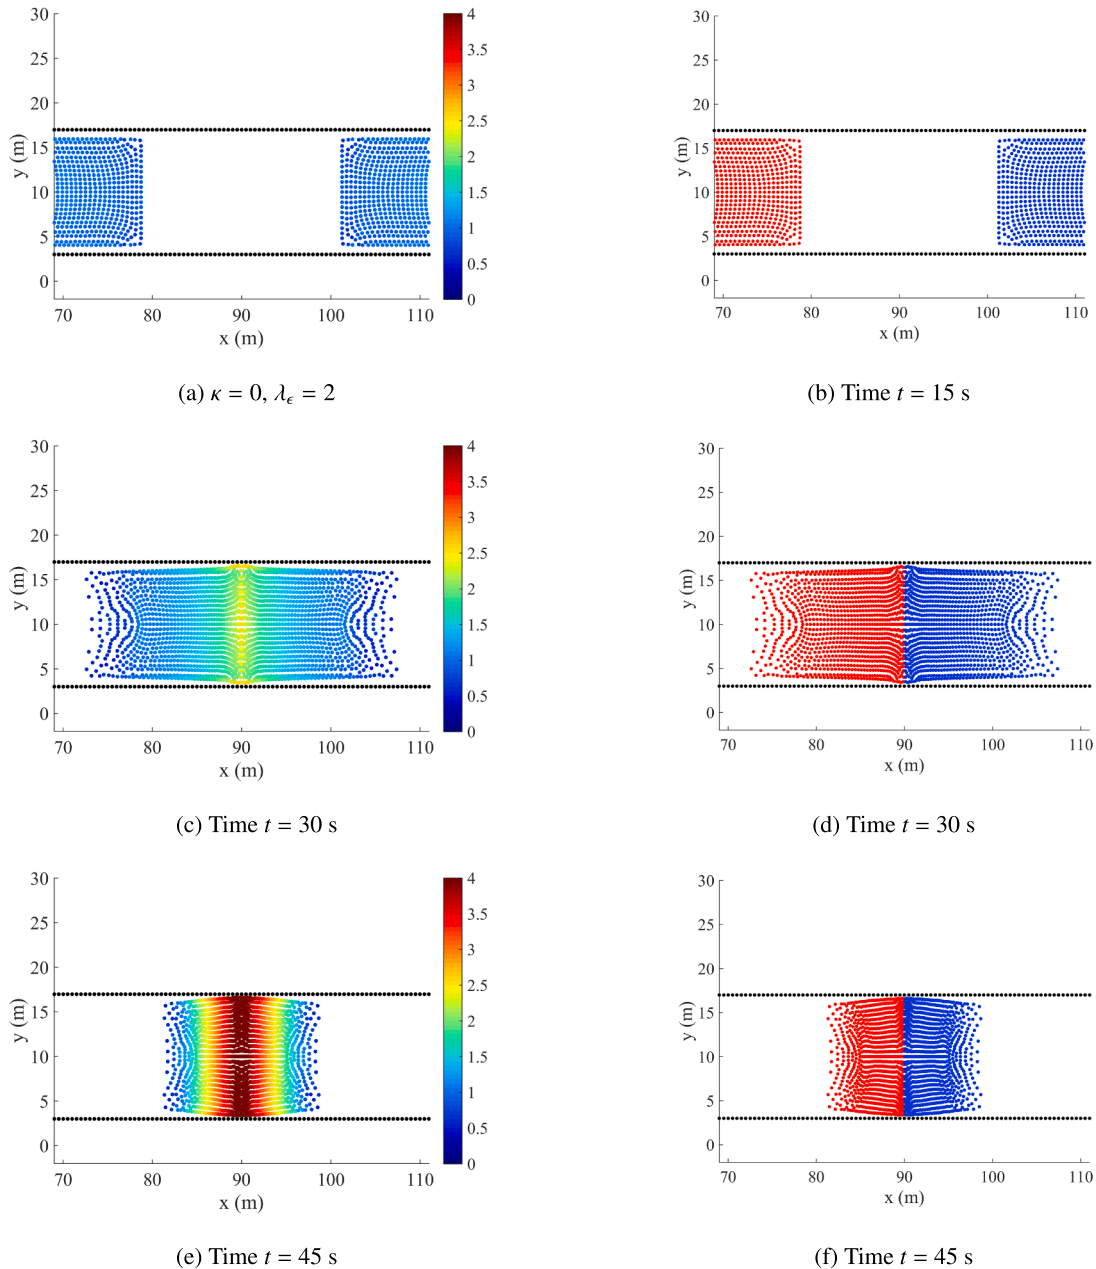 30
25
20
15
10
5
0
y (m)
70 80 90 100 110
x (m)
4
3.5
3
2.5
2
1.5
1
0.5
0
30
25
20
15
10
5
0
y (m)
70 80 90 100 110
x (m)
(a) κ = 0, λϵ = 2
(b) Time t = 15 s
30
25
20
15
10
5
0
y (m)
70 80 90 100 110
x (m)
4
3.5
3
2.5
2
1.5
1
0.5
0
30
25
20
15
10
5
0
y (m)
70 80 90 100 110
x (m)
(c) Time t = 30 s
(d) Time t = 30 s
30
25
20
15
10
5
0
y (m)
70 80 90 100 110
x (m)
4
3.5
3
2.5
2
1.5
1
0.5
0
30
25
20
15
10
5
0
y (m)
70 80 90 100 110
x (m)
(e) Time t = 45 s
(f) Time t = 45 s